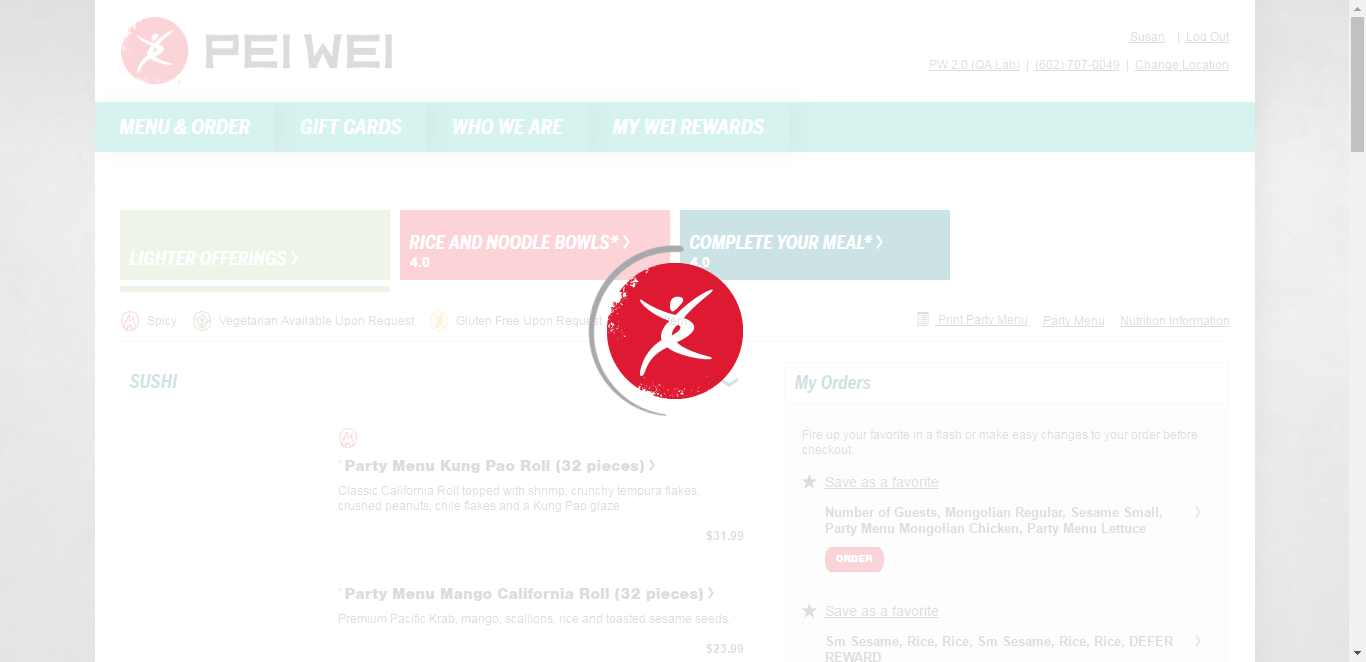 PEI WEI
Susan | Log Out
PW 2.0 (QA Lab) | (602) 707-0049 | Change Location
MENU & ORDER GIFT CARDS WHO WE ARE MY WEI REWARDS
LIGHTER OFFERINGS >
RICE AND NOODLE BOWLS* >
4.0
COMPLETE YOUR MEAL* >
4.0
Spicy Vegetarian Available Upon Request Gluten Free Upon Request
Print Party Menu Party Menu Nutrition Information
SUSHI
*Party Menu Kung Pao Roll (32 pieces) >
Classic California Roll topped with shrimp, crunchy tempura flakes,
crushed peanuts, chile flakes and a Kung Pao glaze
$31.99
*Party Menu Mango California Roll (32 pieces) >
Premium Pacific Krab, mango, scallions, rice and toasted sesame seeds.
$23.99
My Orders
Fire up your favorite in a flash or make easy changes to your order before
checkout.
Save as a favorite
Number of Guests, Mongolian Regular, Sesame Small,
Party Menu Mongolian Chicken, Party Menu Lettuce
ORDER
Save as a favorite
Sm Sesame, Rice, Rice, Sm Sesame, Rice, Rice, DEFER
REWARD